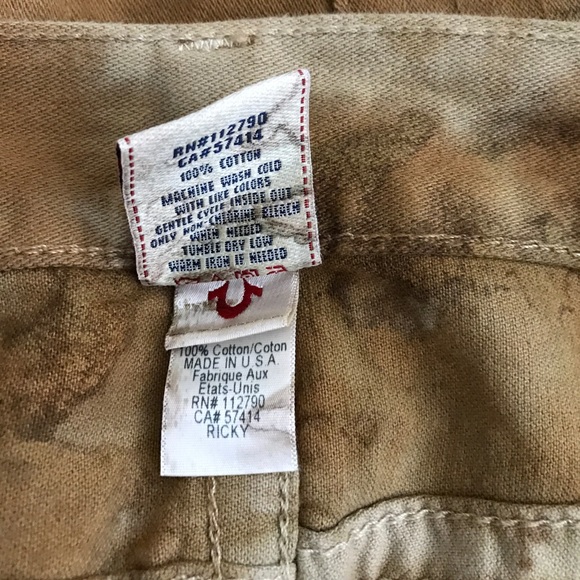 RN#112790
CA#57414
100% COTTON
MACHINE WASH COLD
WITH LIKE COLORS
GENTLE CYCLE INSIDE OUT
ONLY NON-CHLORINE BLEACH
WHEN NEEDED
TUMBLE DRY LOW
WARM IRON IF NEEDED
100% Cotton/Coton
MADE IN U S A
Fabrique Aux
Etats-Unis
RN# 112790
CA# 57414
RICKY